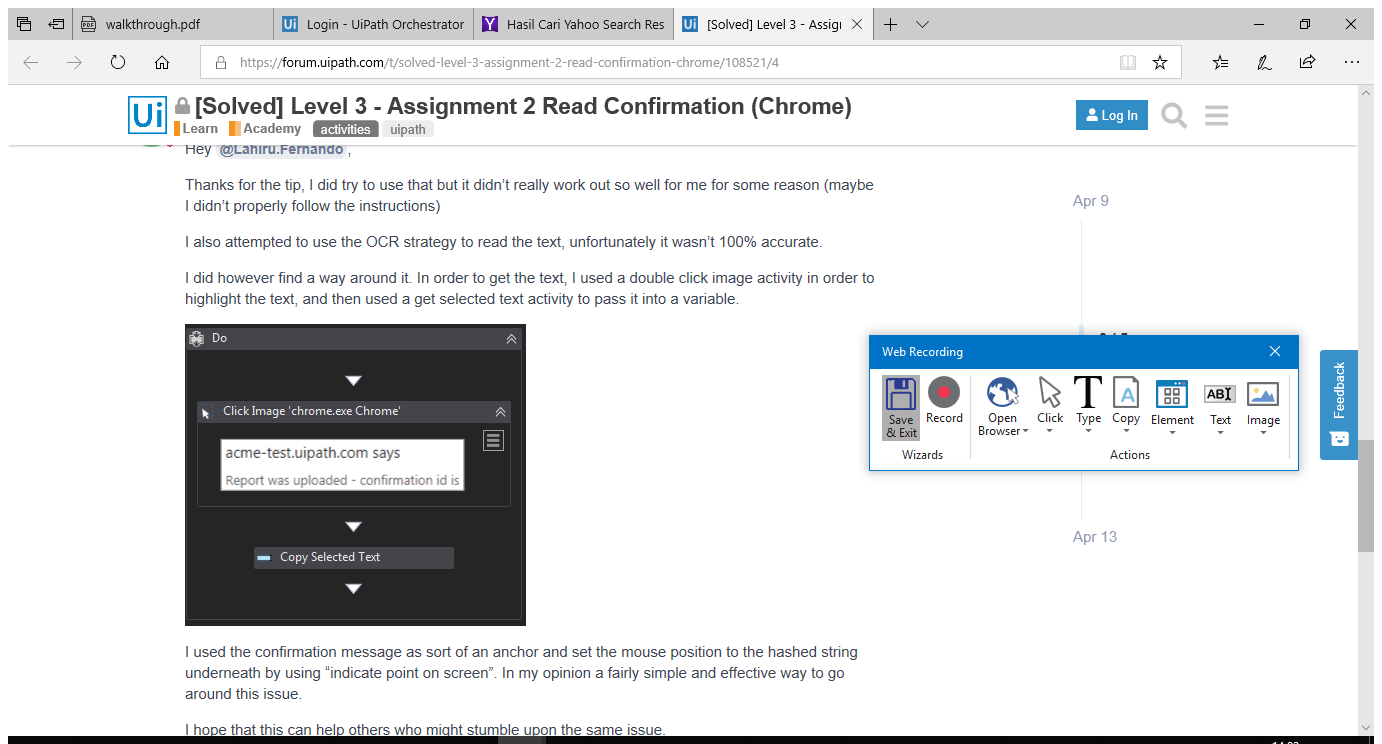 walkthrough.pdf
Login - UiPath Orchestrator
Hasil Cari Yahoo Search Res
[Solved] Level 3 - Assig
https://forum.uipath.com/t/solved-level-3-assignment-2-read-confirmation-chrome/108521/4
Ui [Solved] Level 3 - Assignment 2 Read Confirmation (Chrome)
Learn Academy activities uipath
Log In
Hey @Lahiru.Fernando,
Thanks for the tip, I did try to use that but it didn’t really work out so well for me for some reason (maybe
I didn’t properly follow the instructions)
I also attempted to use the OCR strategy to read the text, unfortunately it wasn’t 100% accurate.
I did however find a way around it. In order to get the text, I used a double click image activity in order to
highlight the text, and then used a get selected text activity to pass it into a variable.
Do
Click Image 'chrome.exe Chrome'
acme-test.uipath.com says
Report was uploaded - confirmation id is
Copy Selected Text
I used the confirmation message as sort of an anchor and set the mouse position to the hashed string
underneath by using “indicate point on screen”. In my opinion a fairly simple and effective way to go
around this issue.
I hope that this can help others who might stumble upon the same issue.
Apr 9
Apr 13
Web Recording
Save & Exit
Record
Open Browser
Click
Type
Copy
Element
Text
Image
Wizards
Actions
Feedback